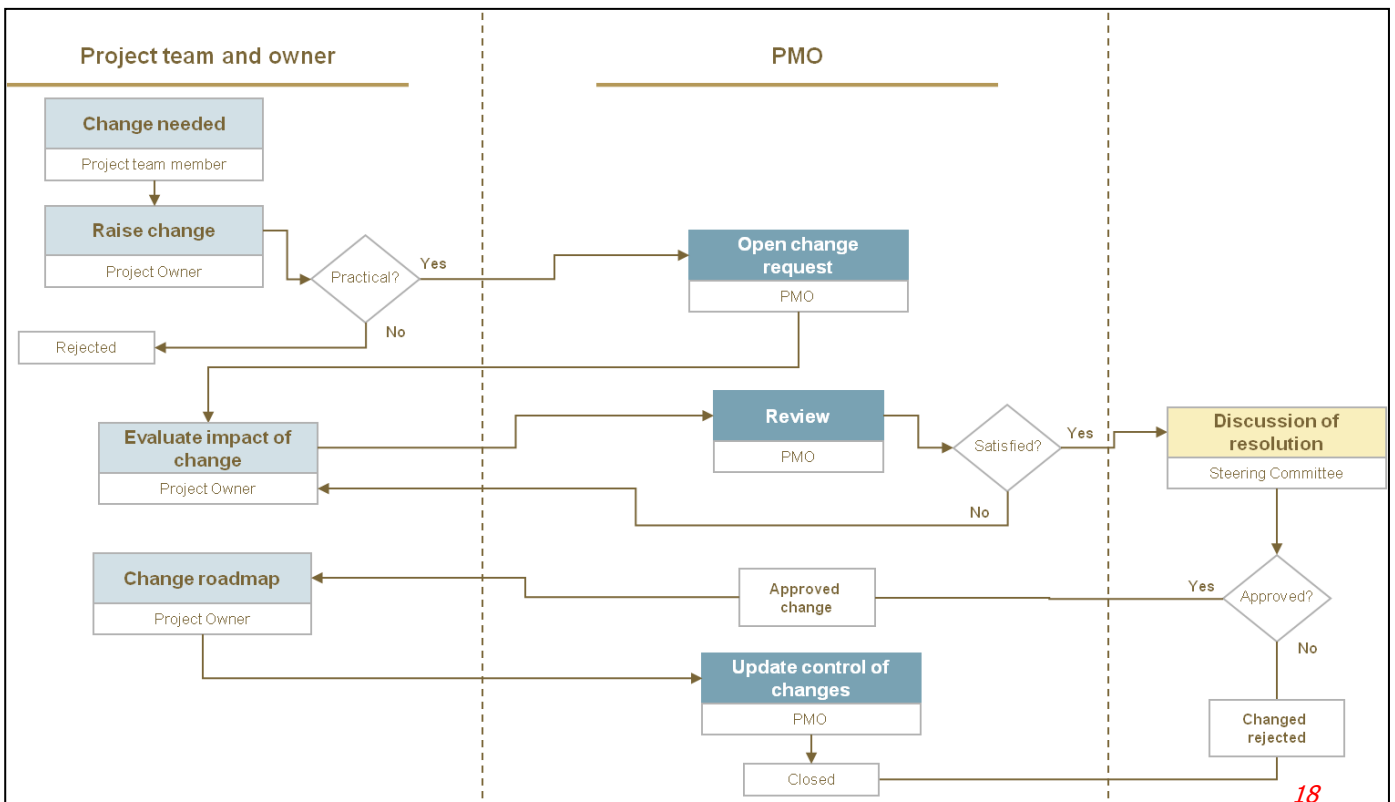 Project team and owner
PMO
Change needed
Project team member
Raise change
Project Owner
Practical?
Yes
No
Rejected
Open change
request
PMO
Evaluate impact of
change
Project Owner
Review
PMO
Satisfied?
Yes
No
Discussion of
resolution
Steering Committee
Approved?
Yes
No
Approved
change
Change roadmap
Project Owner
Update control of
changes
PMO
Changed
rejected
Closed
18